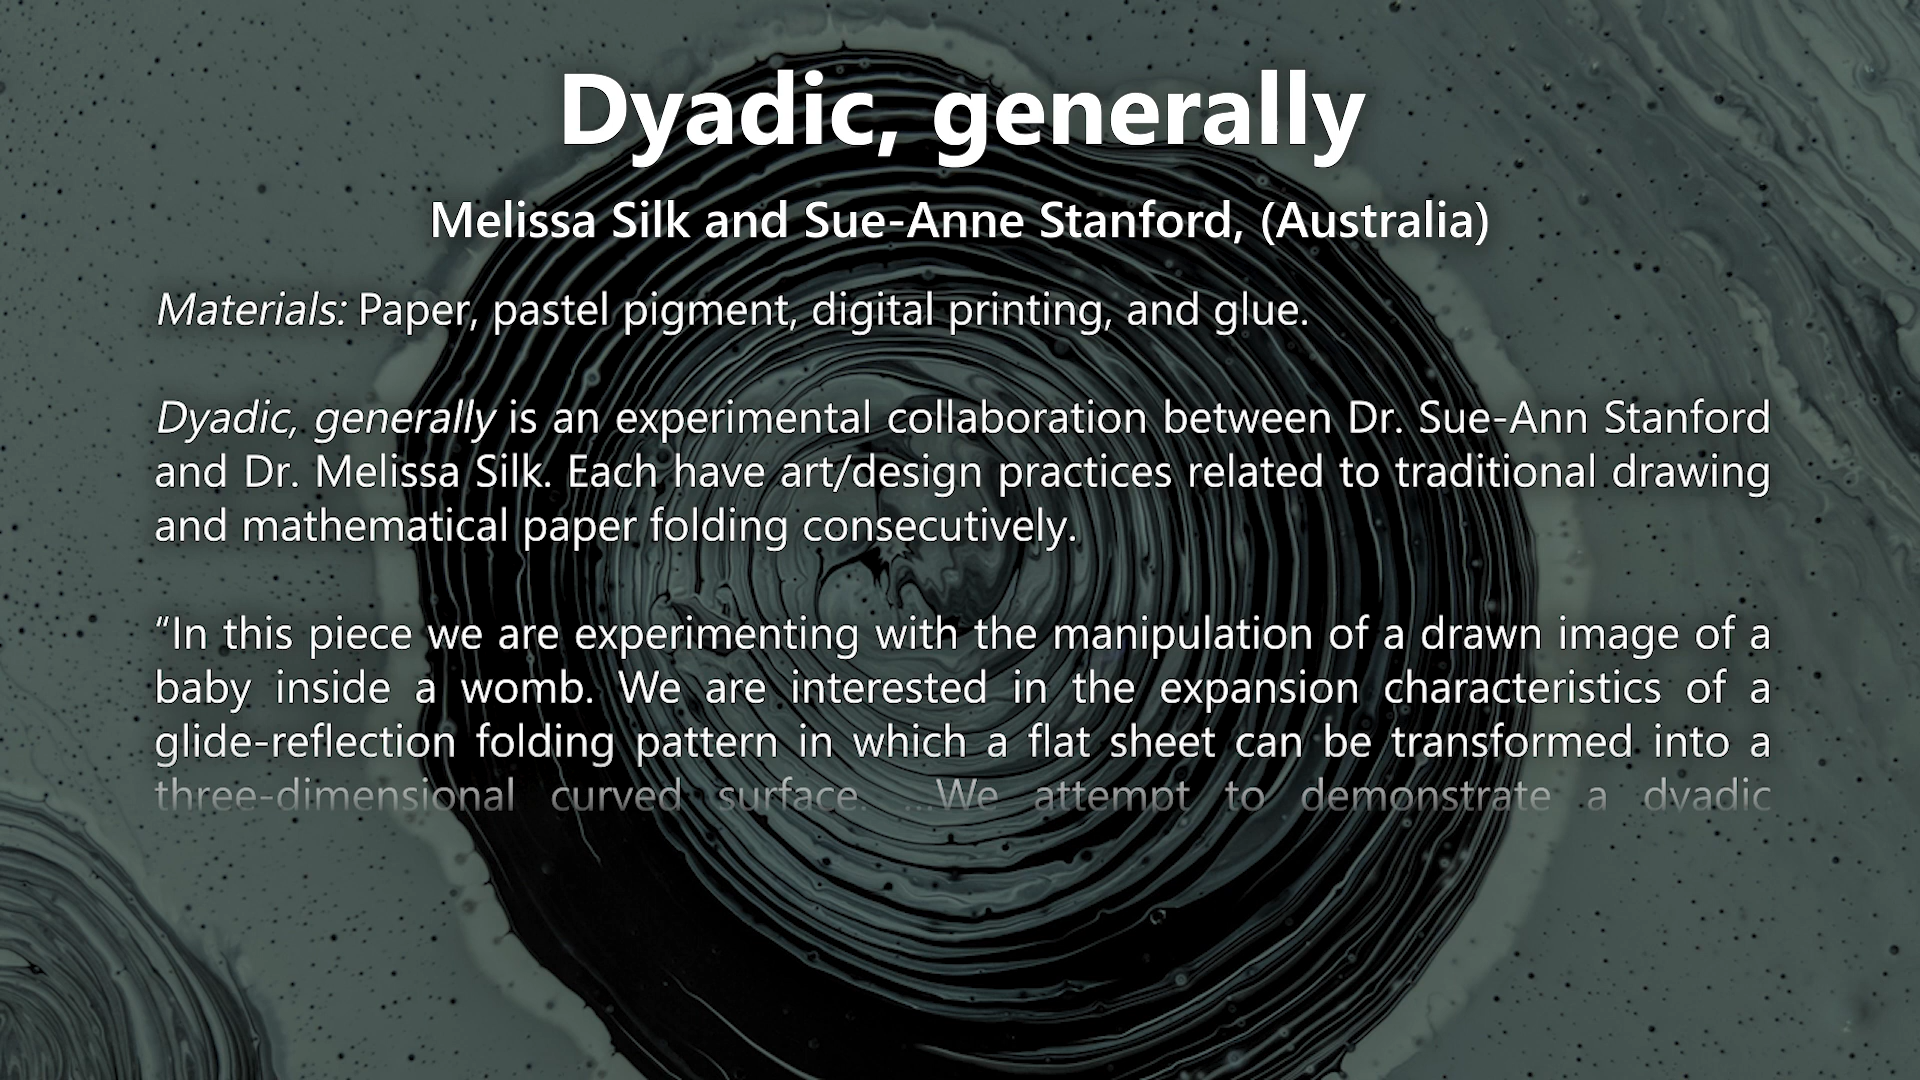 Dyadic, generally
Melissa Silk and Sue-Anne Stanford, (Australia)
Materials: Paper, pastel pigment, digital printing, and glue.
Dyadic, generally is an experimental collaboration between Dr. Sue-Ann Stanford
and Dr. Melissa Silk. Each have art/design practices related to traditional drawing
and mathematical paper folding consecutively.
“In this piece we are experimenting with the manipulation of a drawn image of a
baby inside a womb. We are interested in the expansion characteristics of a
glide-reflection folding pattern in which a flat sheet can be transformed into a
three-dimensional curved surface. ...We attempt to demonstrate a dyadic